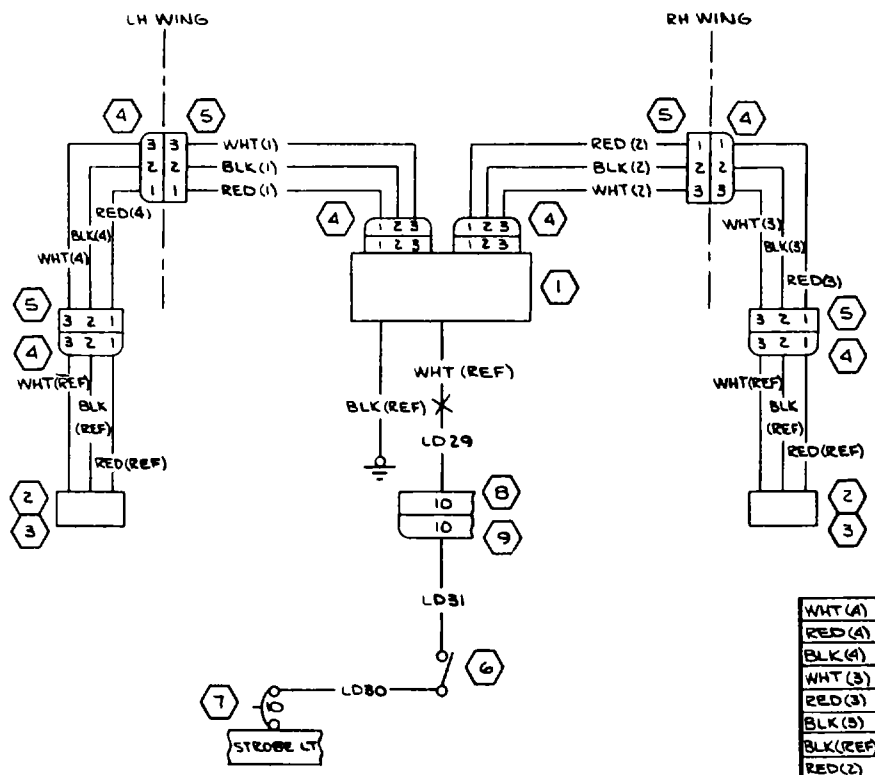 LH WING
RH WING
4 5
5 4
3 3 WHT(1)
2 2 BLK(1)
1 1 RED(1)
RED(2) 1 1
BLK(2) 2 2
WHT(2) 3 3
4
1 2 3
1 2 3
1 2 3
1 2 3
4
RED(4)
BLK(4)
WHT(4)
WHT(3)
BLK(3)
RED(3)
1
5
3 2 1
3 2 1
4
3 2 1
3 2 1
5
4
WHT(REF)
BLK
(REF)
RED(REF)
WHT (REF)
BLK(REF)
LD29
WHT(REF)
BLK
(REF)
RED(REF)
2
3
10
10
8
9
2
3
LD31
6
7
10
LD30
STROBE LT
WHT(4)
RED(4)
BLK(4)
WHT(3)
RED(3)
BLK(3)
BLK(REF)
RED(2)